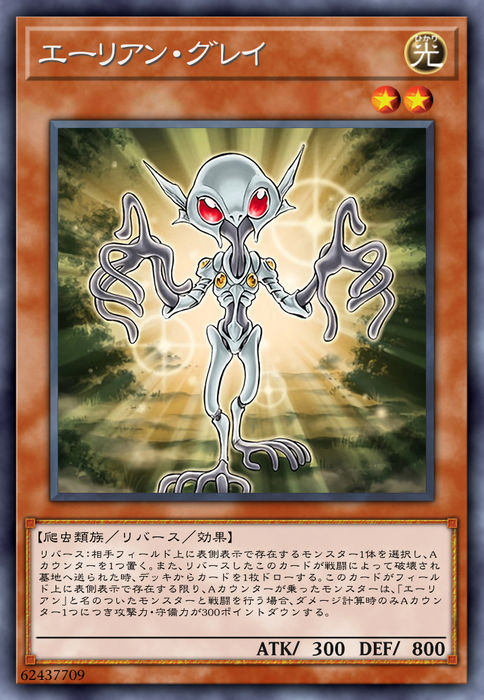 エーリアン・グレイ
ひかり
光
【爬虫類族/リバース/効果】
リバース:相手フィールド上に表側表示で存在するモンスター1体を選択し、A
カウンターを1つ置く。また、リバースしたこのカードが戦闘によって破壊され
墓地へ送られた時、デッキからカードを1枚ドローする。このカードがフィール
ド上に表側表示で存在する限り、Aカウンターが乗ったモンスターは、「エーリ
アン」と名のついたモンスターと戦闘を行う場合、ダメージ計算時のみAカウン
ター1つにつき攻撃力・守備力が300ポイントダウンする。
ATK/ 300 DEF/ 800
62437709